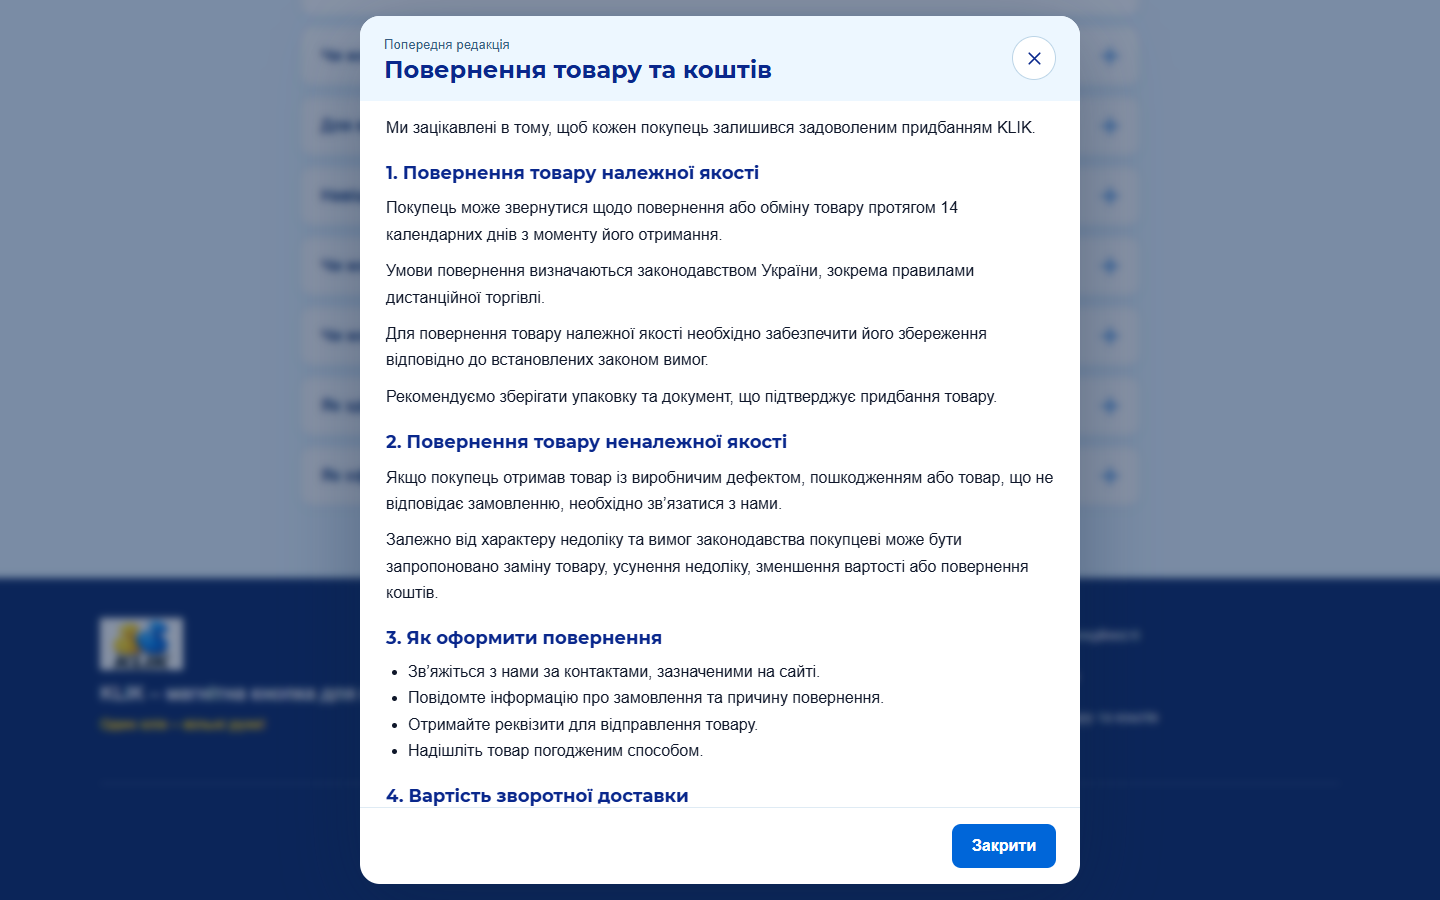 Попередня редакція
Повернення товару та коштів
Ми зацікавлені в тому, щоб кожен покупець залишився задоволеним придбанням KLIK.
1. Повернення товару належної якості
Покупець може звернутися щодо повернення або обміну товару протягом 14
календарних днів з моменту його отримання.
Умови повернення визначаються законодавством України, зокрема правилами
дистанційної торгівлі.
Для повернення товару належної якості необхідно забезпечити його збереження
відповідно до встановлених законом вимог.
Рекомендуємо зберігати упаковку та документ, що підтверджує придбання товару.
2. Повернення товару неналежної якості
Якщо покупець отримав товар із виробничим дефектом, пошкодженням або товар, що не
відповідає замовленню, необхідно зв’язатися з нами.
Залежно від характеру недоліку та вимог законодавства покупцеві може бути
запропоновано заміну товару, усунення недоліку, зменшення вартості або повернення
коштів.
3. Як оформити повернення
• Зв’яжіться з нами за контактами, зазначеними на сайті.
• Повідомте інформацію про замовлення та причину повернення.
• Отримайте реквізити для відправлення товару.
• Надішліть товар погодженим способом.
4. Вартість зворотної доставки
KLIK – магнітна кнопка для
Закрити